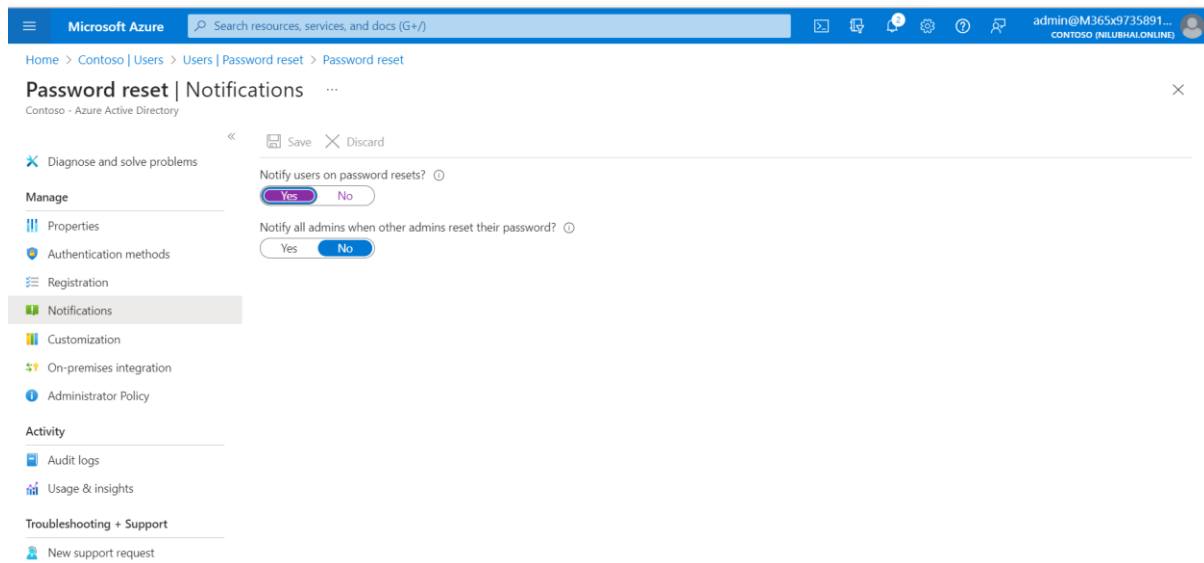 Microsoft Azure
Search resources, services, and docs (G+/)
2
admin@M365x9735891...
CONTOSO (NILUBHAI.ONLINE)
Home > Contoso | Users > Users | Password reset > Password reset
Password reset | Notifications ...
Contoso - Azure Active Directory
Save Discard
Diagnose and solve problems
Notify users on password resets?
Yes No
Manage
Properties
Notify all admins when other admins reset their password?
Yes No
Authentication methods
Registration
Notifications
Customization
On-premises integration
Administrator Policy
Activity
Audit logs
Usage & insights
Troubleshooting + Support
New support request